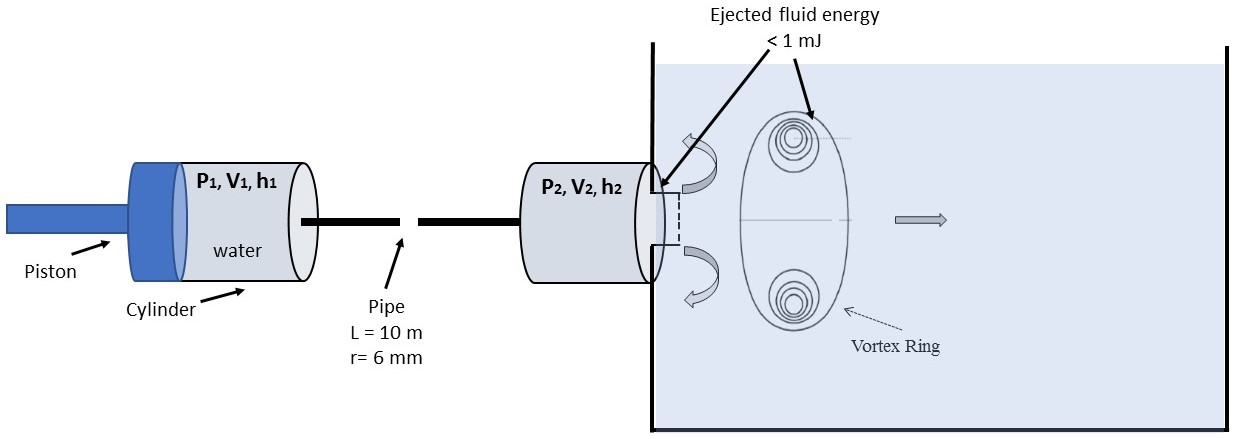 Ejected fluid energy
< 1 mJ
P1, V1, h1
P2, V2, h2
water
Piston
Cylinder
Pipe
L = 10 m
r= 6 mm
Vortex Ring